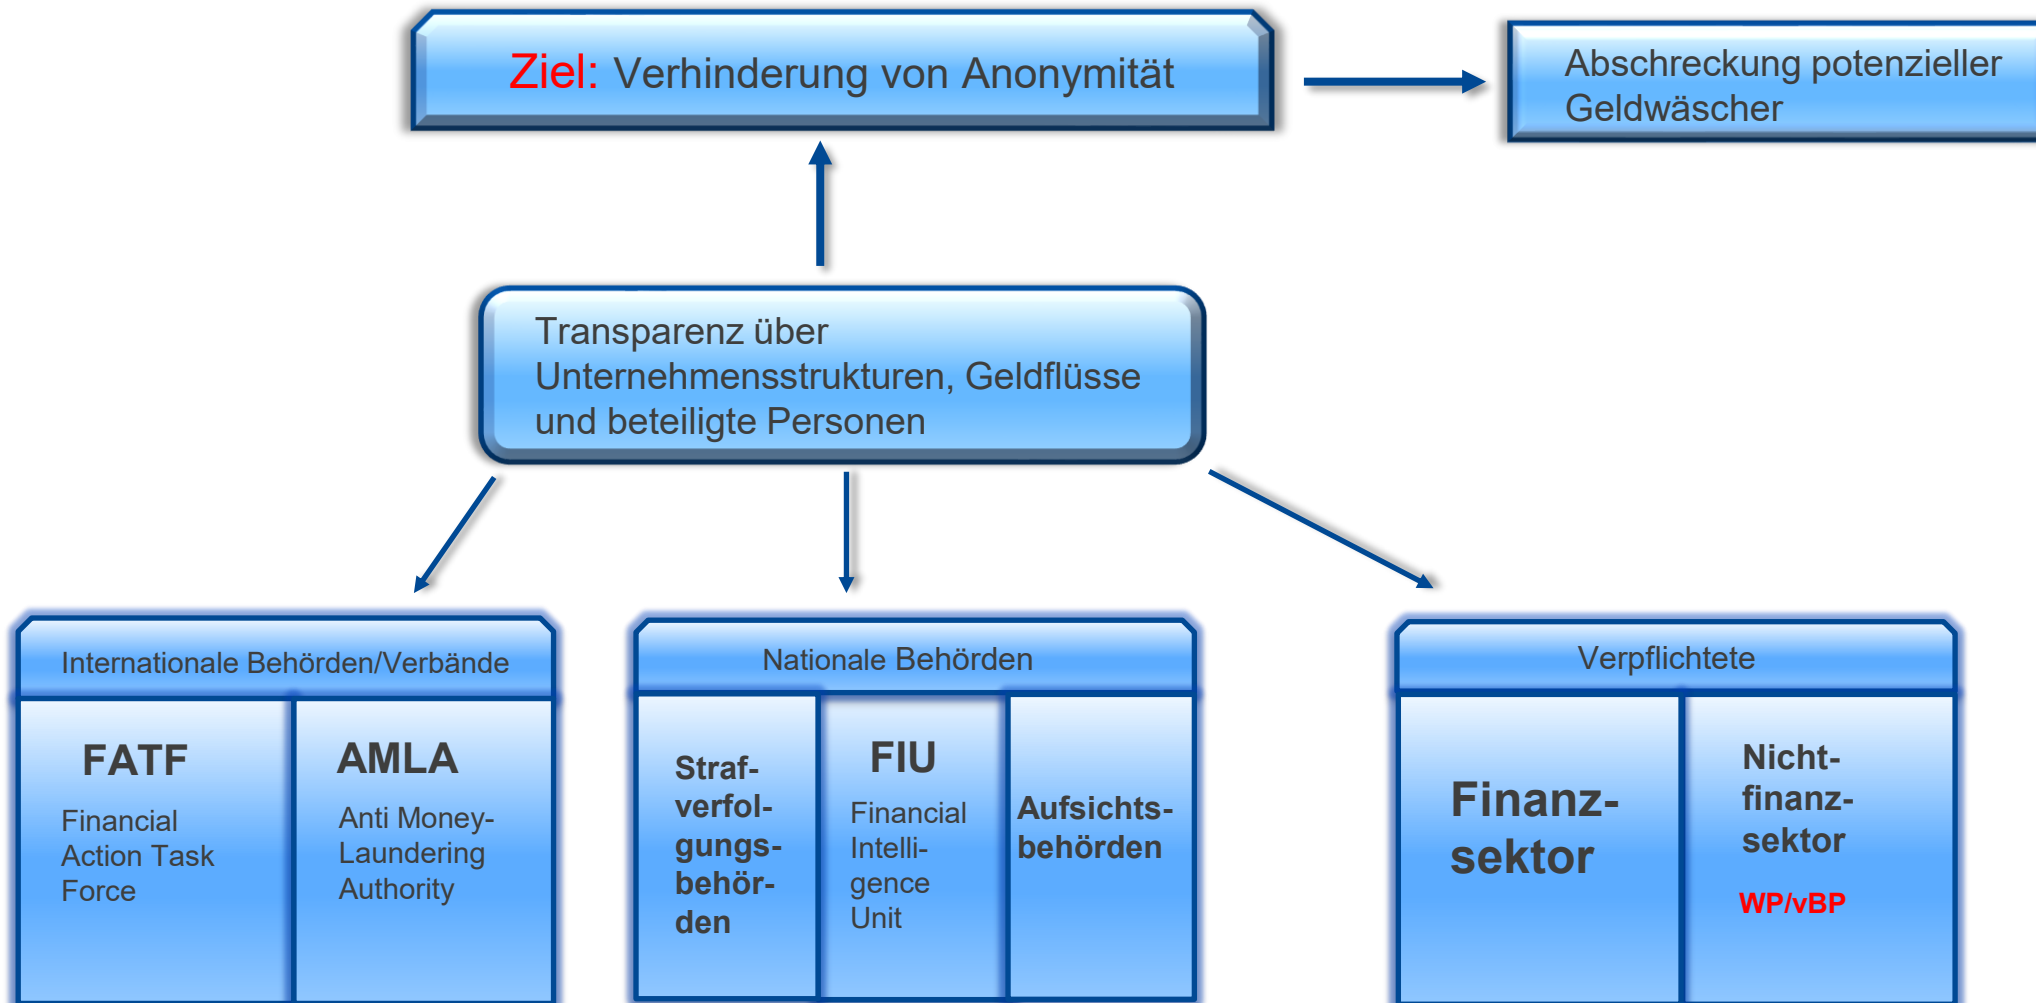 Ziel: Verhinderung von Anonymität
Abschreckung potenzieller
Geldwäscher
Transparenz über
Unternehmensstrukturen, Geldflüsse
und beteiligte Personen
Internationale Behörden/Verbände
FATF
Financial
Action Task
Force
AMLA
Anti Money-
Laundering
Authority
Nationale Behörden
Straf-
verfol-
gungs-
behör-
den
FIU
Financial
Intelli-
gence
Unit
Aufsichts-
behörden
Verpflichtete
Finanz-
sektor
Nicht-
finanz-
sektor
WP/vBP